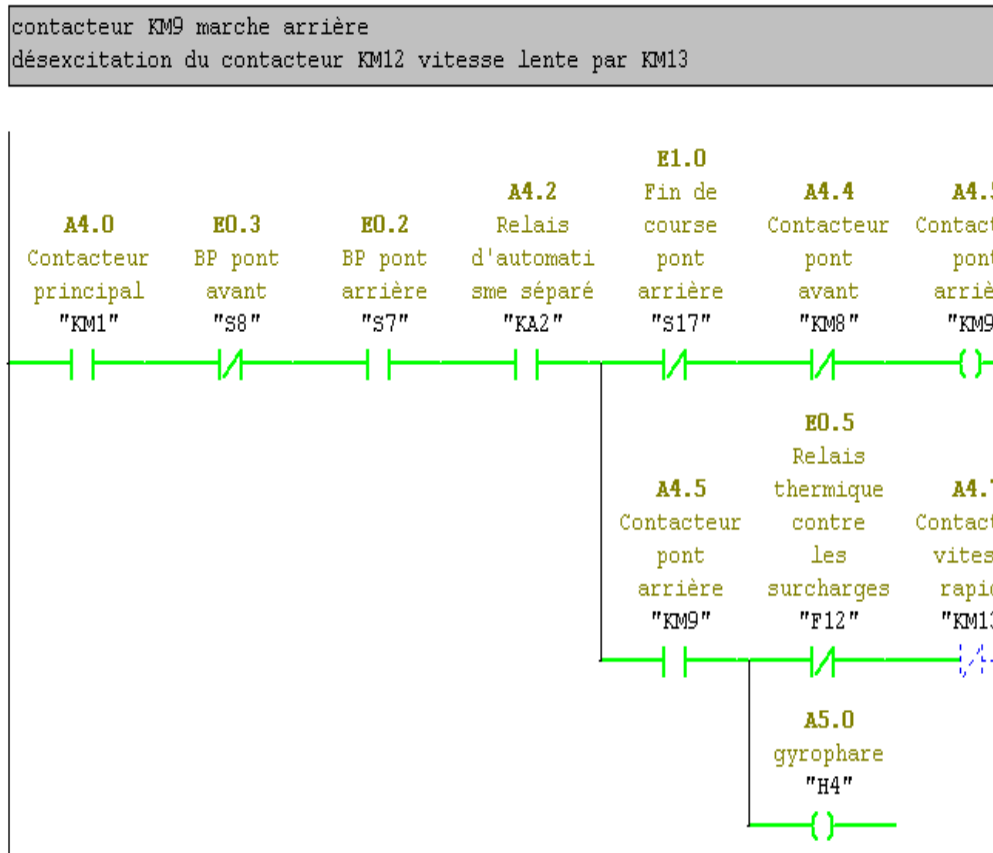 contacteur KM9 marche arrière
désexcitation du contacteur KM12 vitesse lente par KM13
A4.0
Contacteur
principal
"KM1"
E0.3
BP pont
avant
"S8"
E0.2
BP pont
arrière
"S7"
A4.2
Relais
d'automati
sme séparé
"KA2"
E1.0
Fin de
course
pont
arrière
"S17"
A4.4
Contacteur
pont
avant
"KM8"
"KM9
A4.5
Contacteur
pont
arrière
"KM9"
E0.5
Relais
thermique
contre
les
surcharges
"F12"
A5.0
gyrophare
"H4"